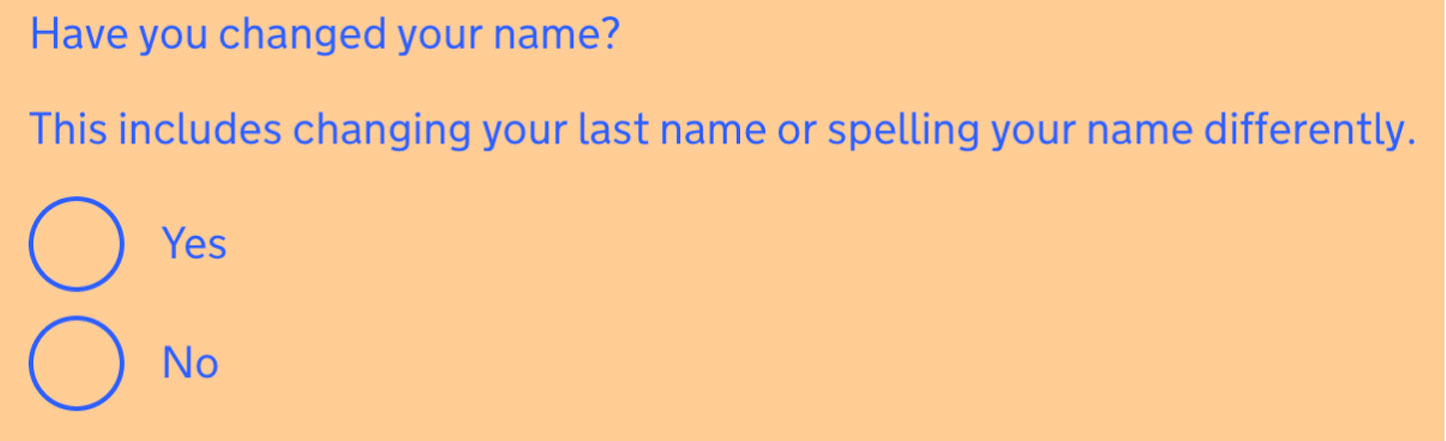 Have you changed your name?
This includes changing your last name or spelling your name differently.
Yes
No